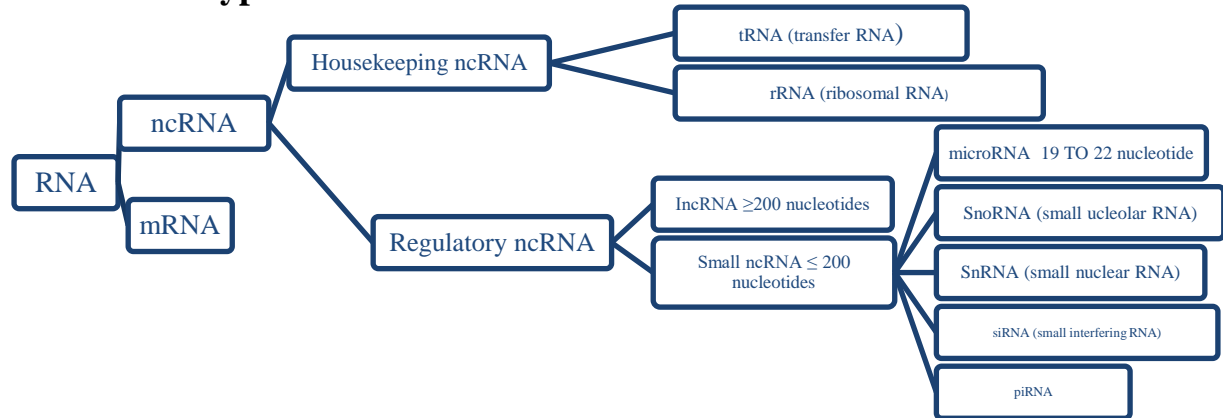 tRNA (transfer RNA)
Housekeeping ncRNA
rRNA (ribosomal RNA)
ncRNA
microRNA 19 TO 22 nucleotide
RNA
IncRNA ≥200 nucleotides
SnoRNA (small ucleolar RNA)
mRNA
Regulatory ncRNA
Small ncRNA ≤ 200
nucleotides
SnRNA (small nuclear RNA)
siRNA (small interfering RNA)
piRNA